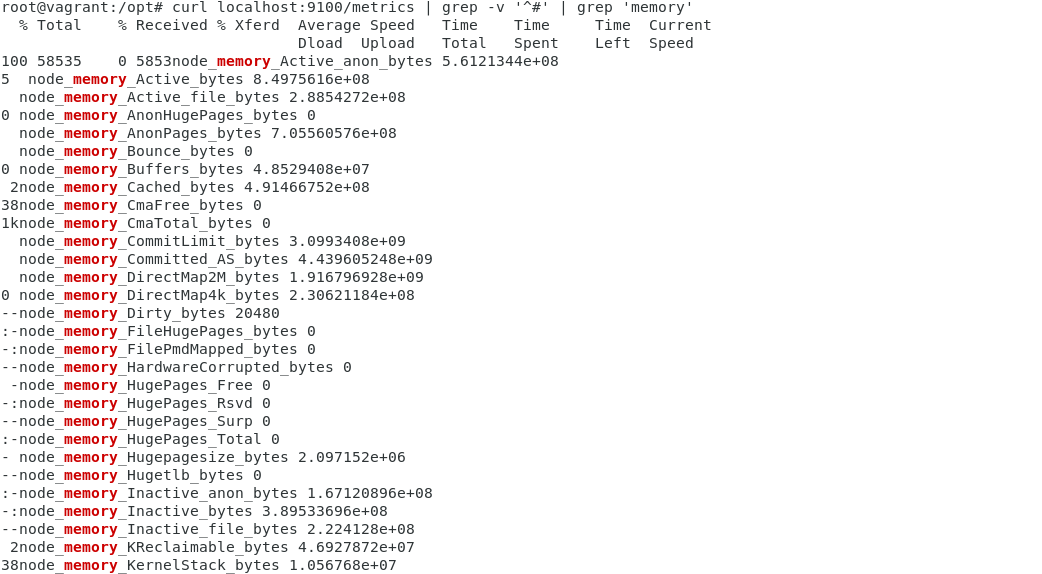 root@vagrant:/opt# curl localhost:9100/metrics | grep -v '^#' | grep 'memory'
  % Total    % Received % Xferd  Average Speed   Time    Time     Time  Current
                                 Dload  Upload   Total   Spent    Left  Speed
100 58535    0 5853node_memory_Active_anon_bytes 5.6121344e+08
5  node_memory_Active_bytes 8.4975616e+08
  node_memory_Active_file_bytes 2.8854272e+08
0 node_memory_AnonHugePages_bytes 0
  node_memory_AnonPages_bytes 7.05560576e+08
  node_memory_Bounce_bytes 0
0 node_memory_Buffers_bytes 4.8529408e+07
 2node_memory_Cached_bytes 4.91466752e+08
38node_memory_CmaFree_bytes 0
1knode_memory_CmaTotal_bytes 0
  node_memory_CommitLimit_bytes 3.0993408e+09
  node_memory_Committed_AS_bytes 4.439605248e+09
  node_memory_DirectMap2M_bytes 1.916796928e+09
0 node_memory_DirectMap4k_bytes 2.30621184e+08
--node_memory_Dirty_bytes 20480
:-node_memory_FileHugePages_bytes 0
-:node_memory_FilePmdMapped_bytes 0
--node_memory_HardwareCorrupted_bytes 0
 -node_memory_HugePages_Free 0
-:node_memory_HugePages_Rsvd 0
--node_memory_HugePages_Surp 0
:-node_memory_HugePages_Total 0
- node_memory_Hugepagesize_bytes 2.097152e+06
--node_memory_Hugetlb_bytes 0
:-node_memory_Inactive_anon_bytes 1.67120896e+08
-:node_memory_Inactive_bytes 3.89533696e+08
--node_memory_Inactive_file_bytes 2.224128e+08
 2node_memory_KReclaimable_bytes 4.6927872e+07
38node_memory_KernelStack_bytes 1.056768e+07